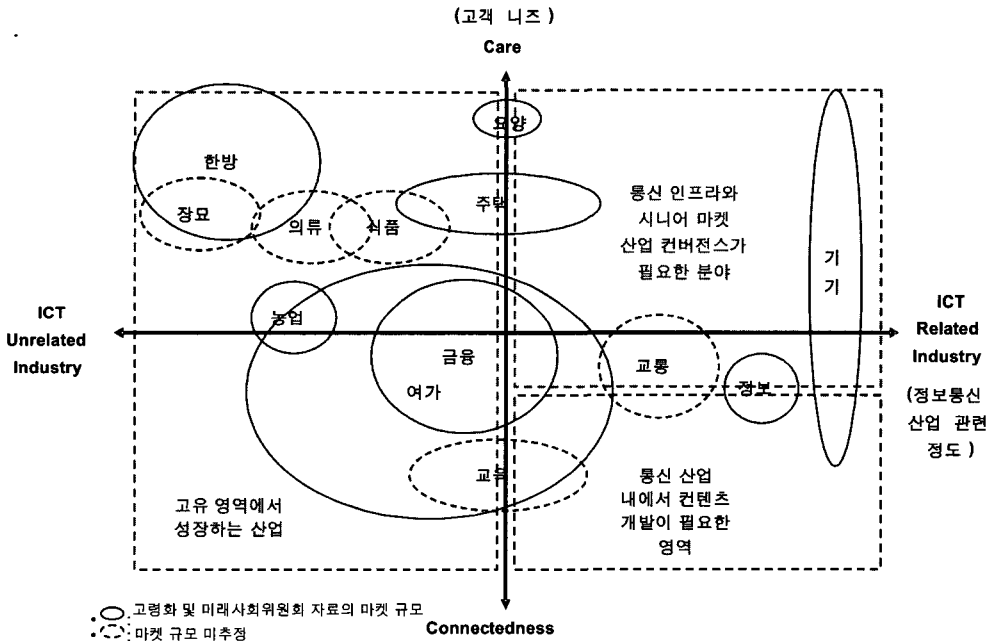 (고객 니즈 )
Care
요양
한방
장묘
의류
식품
주택
통신 인프라와
시니어 마켓
산업 컨버전스가
필요한 분야
기
기
농업
ICT
Unrelated
Industry
ICT
Related
Industry
(정보통신
산업 관련
정도 )
금융
여가
교통
정보
교육
고유 영역에서
성장하는 산업
통신 산업
내에서 컨텐츠
개발이 필요한
영역
고령화 및 미래사회위원회 자료의 마켓 규모
마켓 규모 미추정
Connectedness